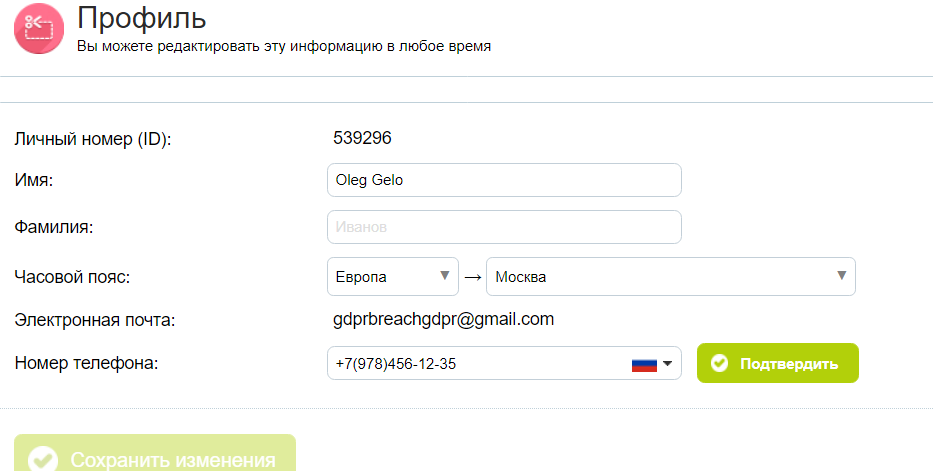 Профиль
Вы можете редактировать эту информацию в любое время
Личный номер (ID): 539296
Имя: Oleg Gelo
Фамилия: Иванов
Часовой пояс: Европа → Москва
Электронная почта: gdprbreachgdpr@gmail.com
Номер телефона: +7(978)456-12-35 Подтвердить
Сохранить изменения